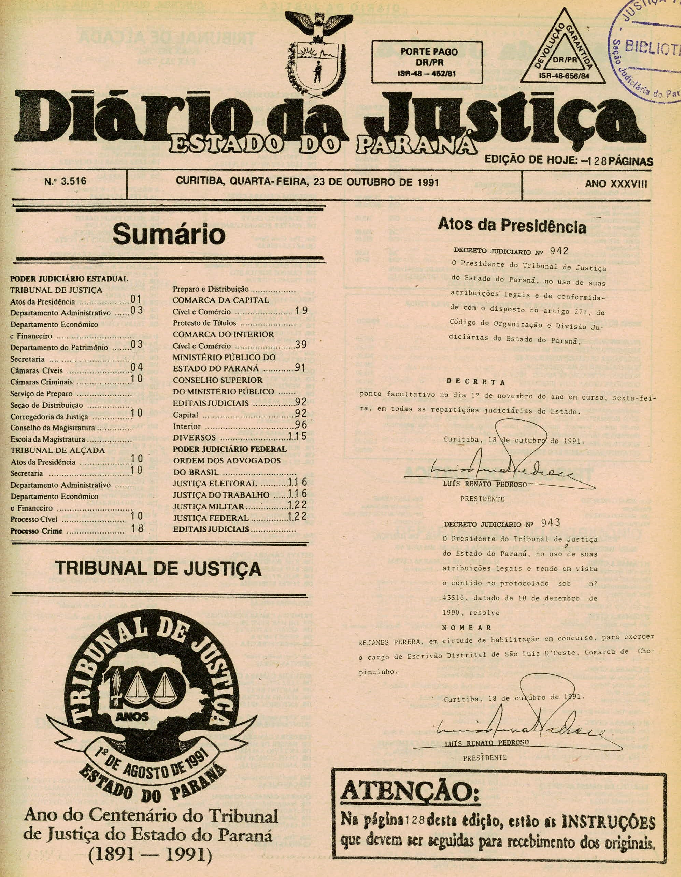 PORTE PAGO
DR/PR
ISR-48 – 452/81
DEVOLUÇÃO GARANTIDA
DR/PR
ISR-48-656/84
JUSTIÇA
BIBLIOTE
Seção Judiciária do Par
Diário da Justiça
ESTADO DO PARANÁ
EDIÇÃO DE HOJE: –128 PÁGINAS
N.º 3.516
CURITIBA, QUARTA-FEIRA, 23 DE OUTUBRO DE 1991
ANO XXXVIII
Sumário
PODER JUDICIÁRIO ESTADUAL
TRIBUNAL DE JUSTIÇA
Atos da Presidência ............ 01
Departamento Administrativo .... 03
Departamento Econômico
e Financeiro ..............
Departamento do Patrimônio ... 03
Secretaria ..............
Câmaras Cíveis ............ 04
Câmaras Criminais ............ 10
Serviço de Preparo ............
Seção de Distribuição ............
Corregedoria da Justiça ......... 10
Conselho da Magistratura ............
Escola da Magistratura ............
TRIBUNAL DE ALÇADA
Atos da Presidência ............ 10
Secretaria ............ 10
Departamento Administrativo ......
Departamento Econômico
e Financeiro ............
Processo Cível ............ 10
Processo Crime ............ 18
Preparo e Distribuição ............
COMARCA DA CAPITAL
Cível e Comércio ............ 19
Protesto de Títulos ............
COMARCA DO INTERIOR
Cível e Comércio ............ 39
MINISTÉRIO PÚBLICO DO
ESTADO DO PARANÁ ............ 91
CONSELHO SUPERIOR
DO MINISTÉRIO PÚBLICO ......
EDITAIS JUDICIAIS ............ 92
Capital ............ 92
Interior ............ 96
DIVERSOS ............ 115
PODER JUDICIÁRIO FEDERAL
ORDEM DOS ADVOGADOS
DO BRASIL ............
JUSTIÇA ELEITORAL ......... 116
JUSTIÇA DO TRABALHO ...... 116
JUSTIÇA MILITAR ............ 122
JUSTIÇA FEDERAL ............ 122
EDITAIS JUDICIAIS ............
TRIBUNAL DE JUSTIÇA
TRIBUNAL DE JUSTIÇA
100
ANOS
1º DE AGOSTO DE 1991
ESTADO DO PARANÁ
Ano do Centenário do Tribunal
de Justiça do Estado do Paraná
(1891 — 1991)
Atos da Presidência
DECRETO JUDICIARIO Nº 942
O Presidente do Tribunal de Justiça
do Estado do Paraná, no uso de suas
atribuições legais e de conformida-
de com o disposto no artigo 271, do
Código de Organização e Divisão Ju-
diciárias do Estado do Paraná,
D E C R E T A
ponto facultativo no dia 1º de novembro do ano em curso, sexta-fei-
ra, em todas as repartições judiciárias do Estado.
Curitiba, 18 de outubro de 1991.
LUÍS RENATO PEDROSO
PRESIDENTE
DECRETO JUDICIARIO Nº 943
O Presidente do Tribunal de Justiça
do Estado do Paraná, no uso de suas
atribuições legais e tendo em vista
o contido no protocolado sob nº
dezembro de
1990, resolve
N O M E A R
PEREIRA, em virtude de habilitação em concurso, para exercer
o cargo de Escrivão Distrital de São Luis D'Oeste, Comarca de
Curitiba, 18 de outubro de 1991.
LUÍS RENATO PEDROSO
PRESIDENTE
ATENÇÃO:
Na página 128 desta edição, estão as INSTRUÇÕES
que devem ser seguidas para recebimento dos originais.